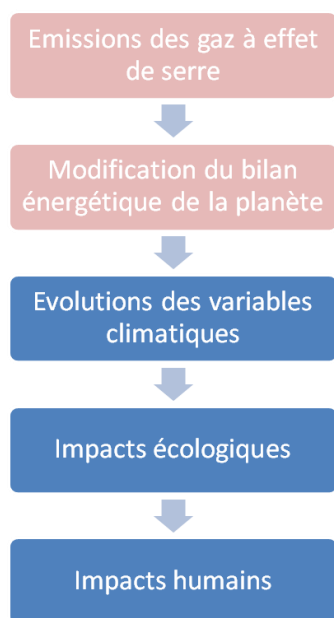 Emissions des gaz à effet
de serre
Modification du bilan
énergétique de la planète
Evolutions des variables
climatiques
Impacts écologiques
Impacts humains